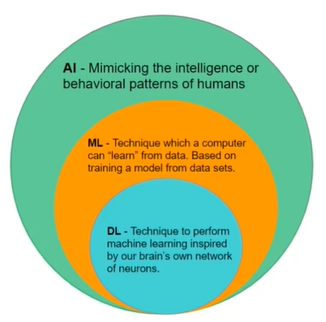 AI - Mimicking the intelligence or
behavioral patterns of humans
ML - Technique which a computer
can “learn” from data. Based on
training a model from data sets.
DL - Technique to perform
machine learning inspired
by our brain’s own network
of neurons.